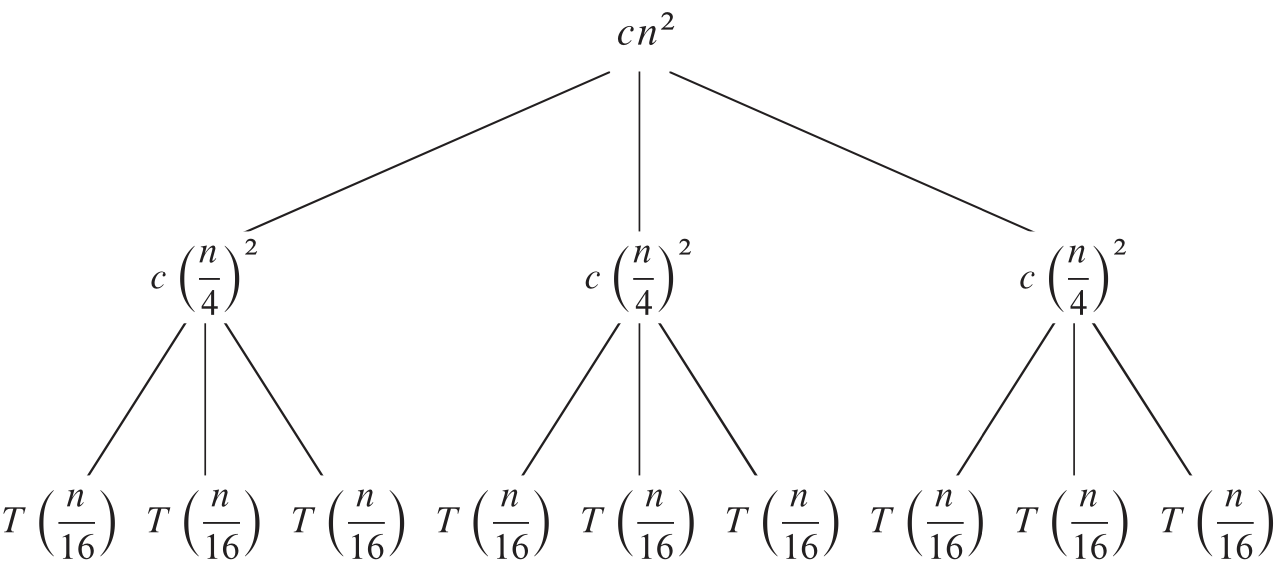 cn²
c (n/4)² c (n/4)² c (n/4)²
T (n/16) T (n/16) T (n/16) T (n/16) T (n/16) T (n/16) T (n/16) T (n/16) T (n/16)